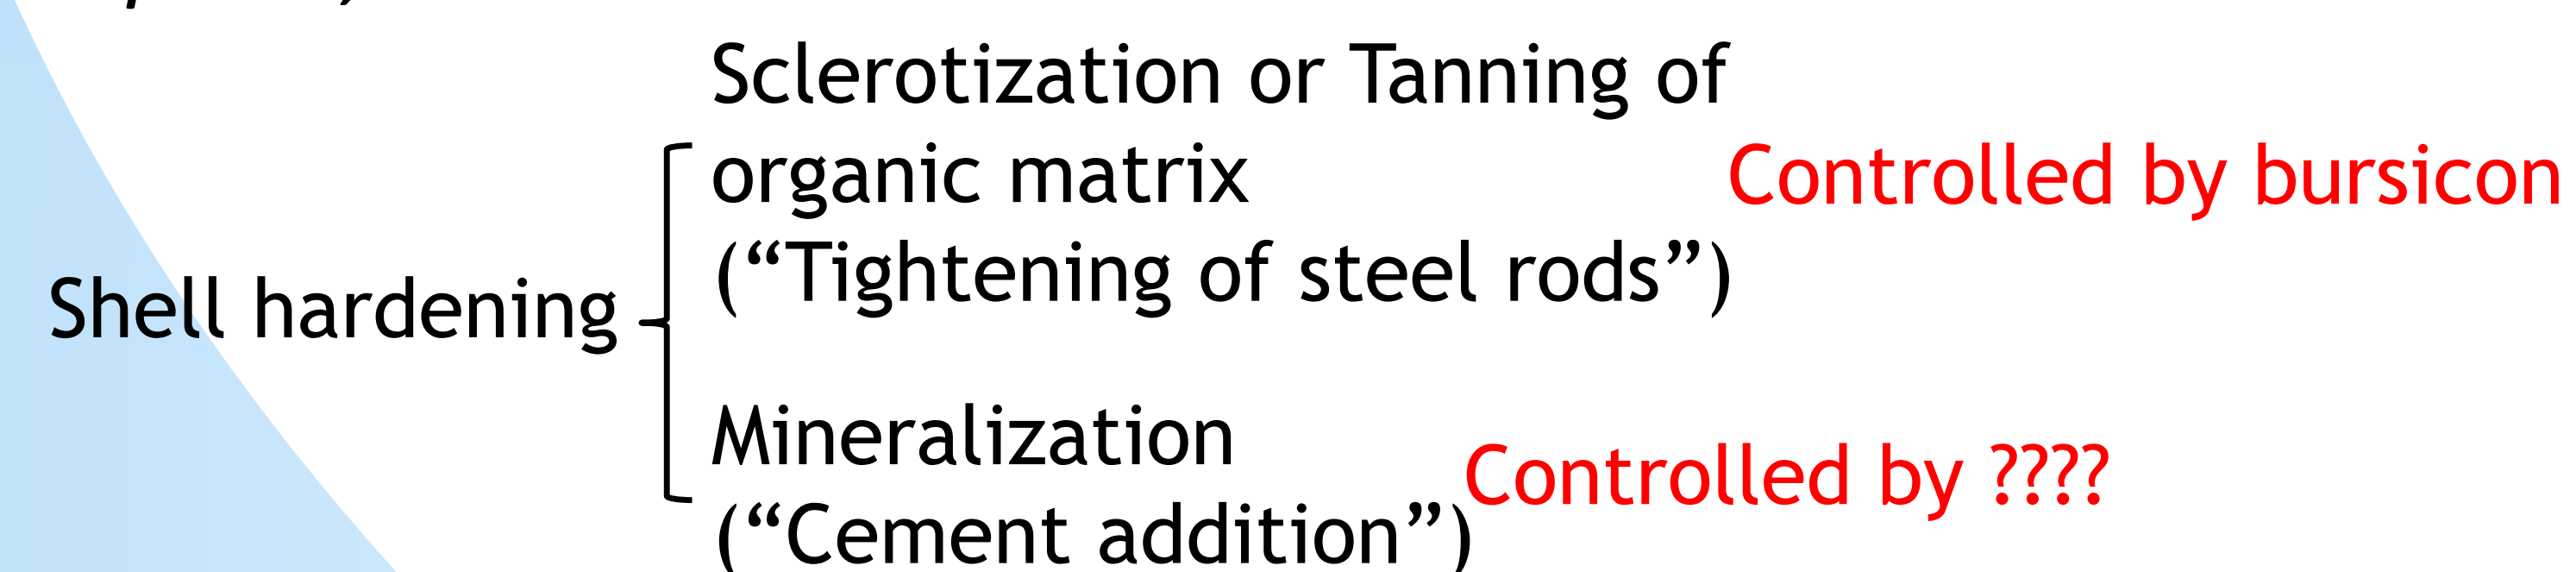 Sclerotization or Tanning of
organic matrix
Controlled by bursicon
(“Tightening of steel rods”)
Shell hardening
Mineralization
Controlled by ????
(“Cement addition”)